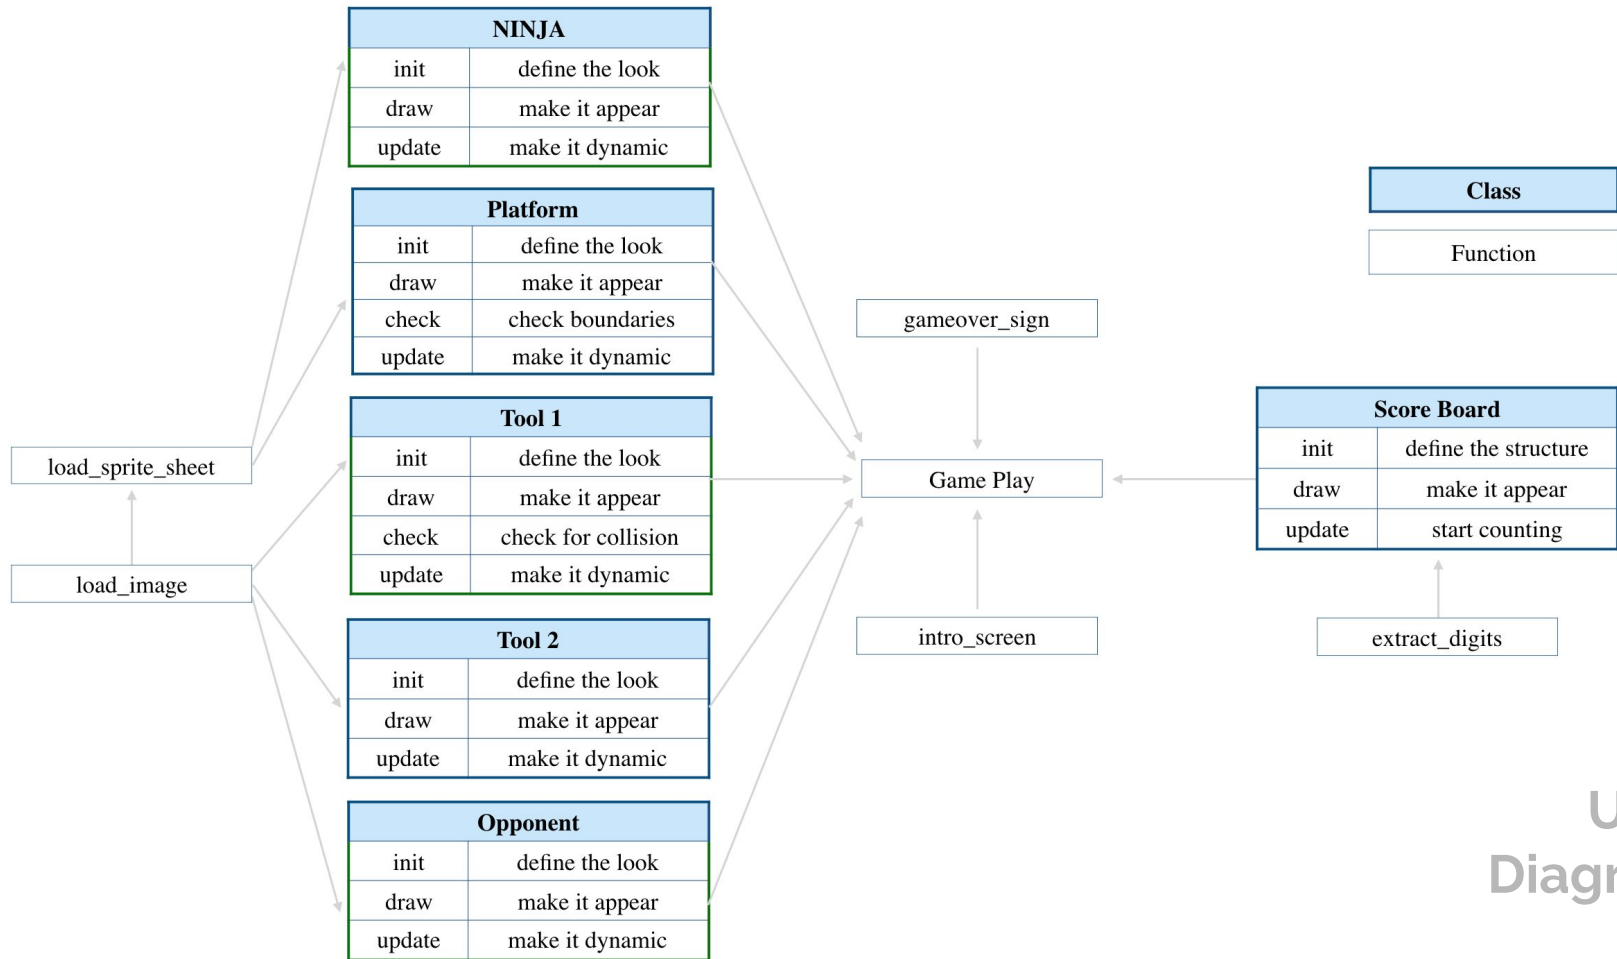 NINJA
init define the look
draw make it appear
update make it dynamic
Platform
init define the look
draw make it appear
check check boundaries
update make it dynamic
Tool 1
init define the look
draw make it appear
check check for collision
update make it dynamic
Tool 2
init define the look
draw make it appear
update make it dynamic
Opponent
init define the look
draw make it appear
update make it dynamic
load_sprite_sheet
load_image
gameover_sign
Game Play
intro_screen
Class
Function
Score Board
init define the structure
draw make it appear
update start counting
extract_digits
U
Diagr